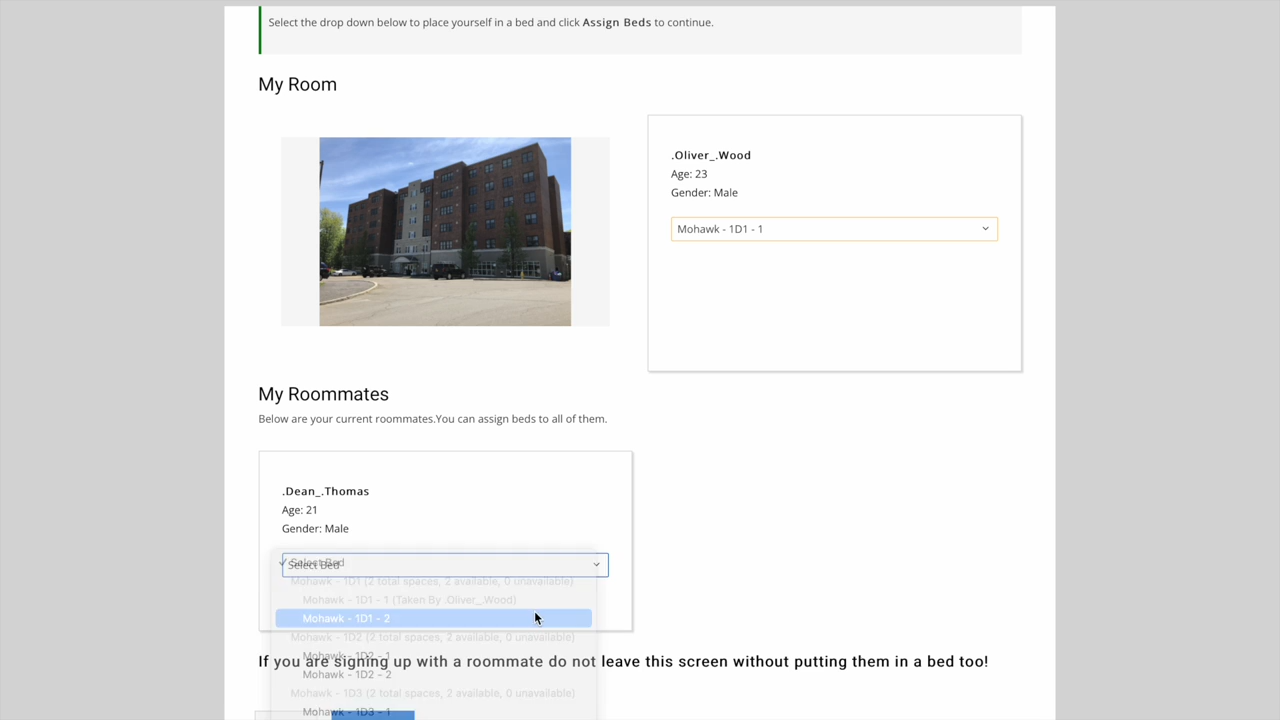 Select the drop down below to place yourself in a bed and click Assign Beds to continue.
My Room
.Oliver_.Wood
Age: 23
Gender: Male
Mohawk - 1D1 - 1
My Roommates
Below are your current roommates.You can assign beds to all of them.
.Dean_.Thomas
Age: 21
Gender: Male
✓ Select Bed
Select Bed
Mohawk - 1D1 (2 total spaces, 2 available, 0 unavailable)
Mohawk - 1D1 - 1 (Taken By .Oliver_.Wood)
Mohawk - 1D1 - 2
Mohawk - 1D2 (2 total spaces, 2 available, 0 unavailable)
Mohawk - 1D2 - 1
If you are signing up with a roommate do not leave this screen without putting them in a bed too!
Mohawk - 1D2 - 2
Mohawk - 1D3 (2 total spaces, 2 available, 0 unavailable)
Mohawk - 1D3 - 1